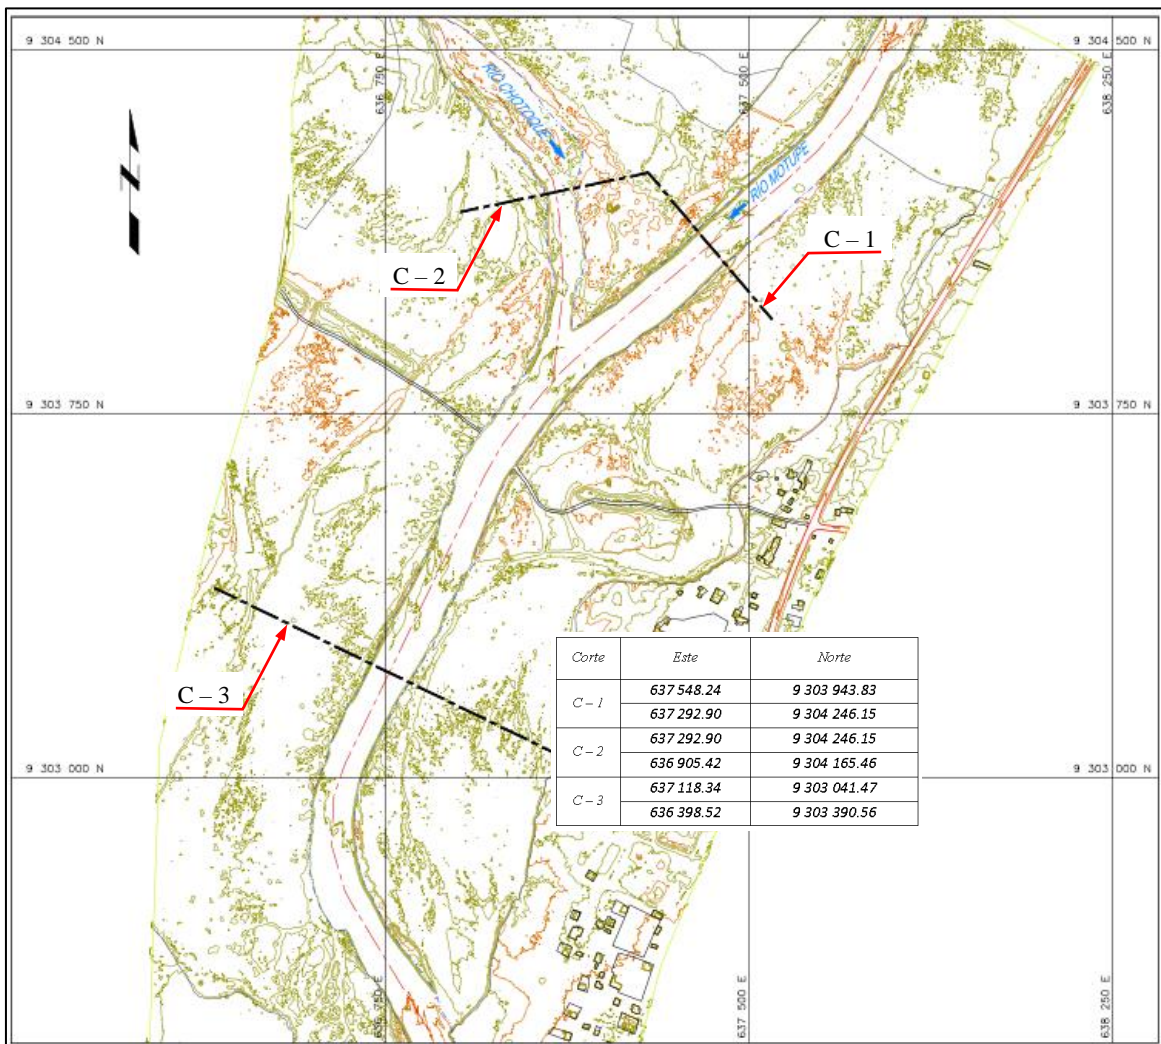 9 304 500 N
9 304 500 N
636 750 E
637 500 E
638 250 E
RÍO CHOTOQUE
RÍO MOTUPE
N
C – 1
C – 2
9 303 750 N
9 303 750 N
C – 3
Corte Este Norte
C – 1
637 548.24 9 303 943.83
637 292.90 9 304 246.15
C – 2
637 292.90 9 304 246.15
636 905.42 9 304 165.46
C – 3
637 118.34 9 303 041.47
636 398.52 9 303 390.56
9 303 000 N
9 303 000 N
636 750 E
637 500 E
638 250 E